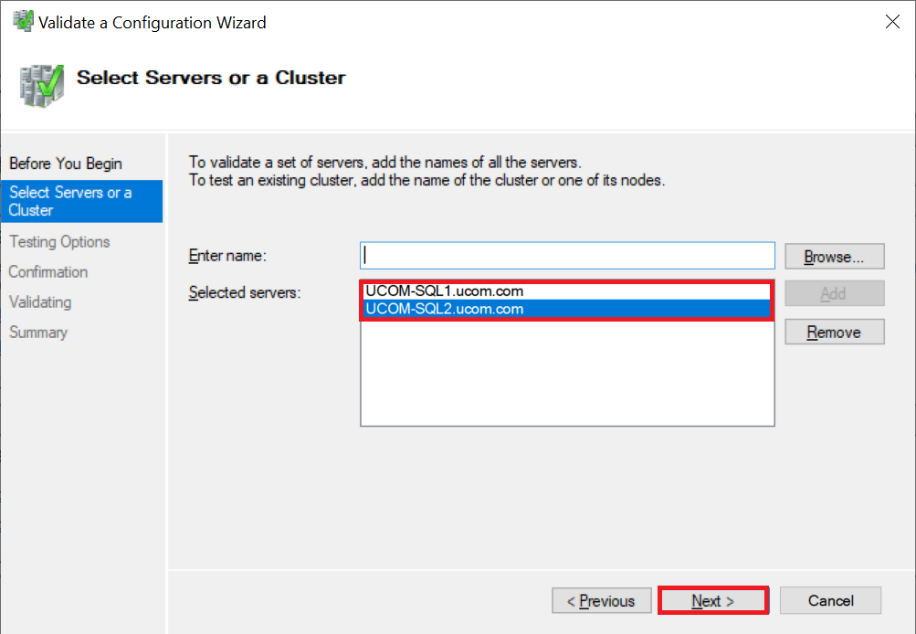 Validate a Configuration Wizard
Select Servers or a Cluster
Before You Begin
Select Servers or a
Cluster
Testing Options
Confirmation
Validating
Summary
To validate a set of servers, add the names of all the servers.
To test an existing cluster, add the name of the cluster or one of its nodes.
Enter name:
Browse...
Selected servers:
UCOM-SQL1.ucom.com
UCOM-SQL2.ucom.com
Add
Remove
< Previous
Next >
Cancel